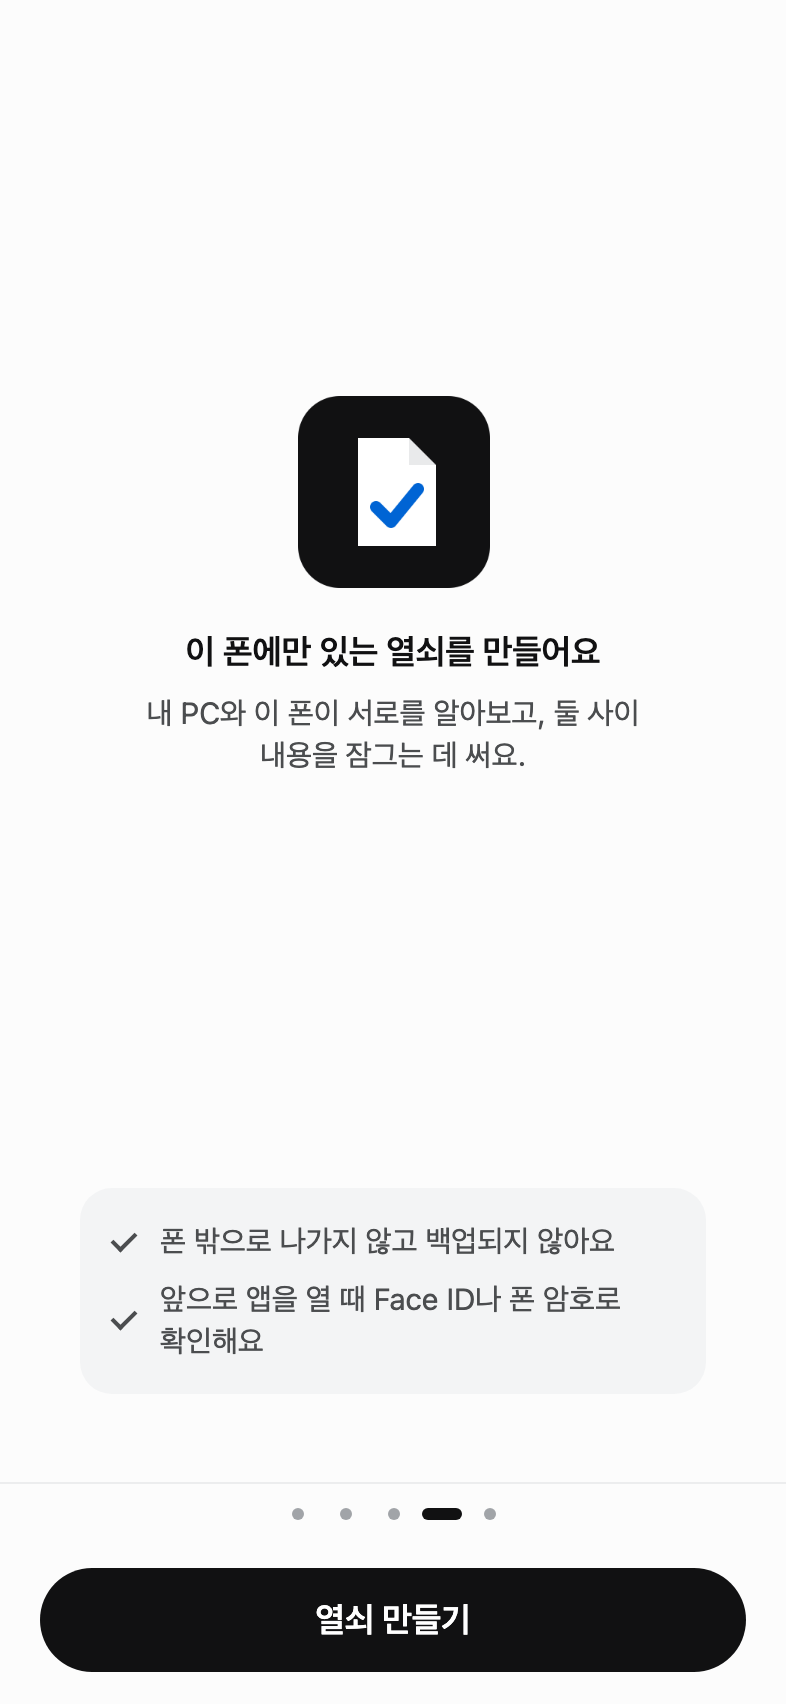 이 폰에만 있는 열쇠를 만들어요
내 PC와 이 폰이 서로를 알아보고, 둘 사이
내용을 잠그는 데 써요.
폰 밖으로 나가지 않고 백업되지 않아요
앞으로 앱을 열 때 Face ID나 폰 암호로
확인해요
열쇠 만들기